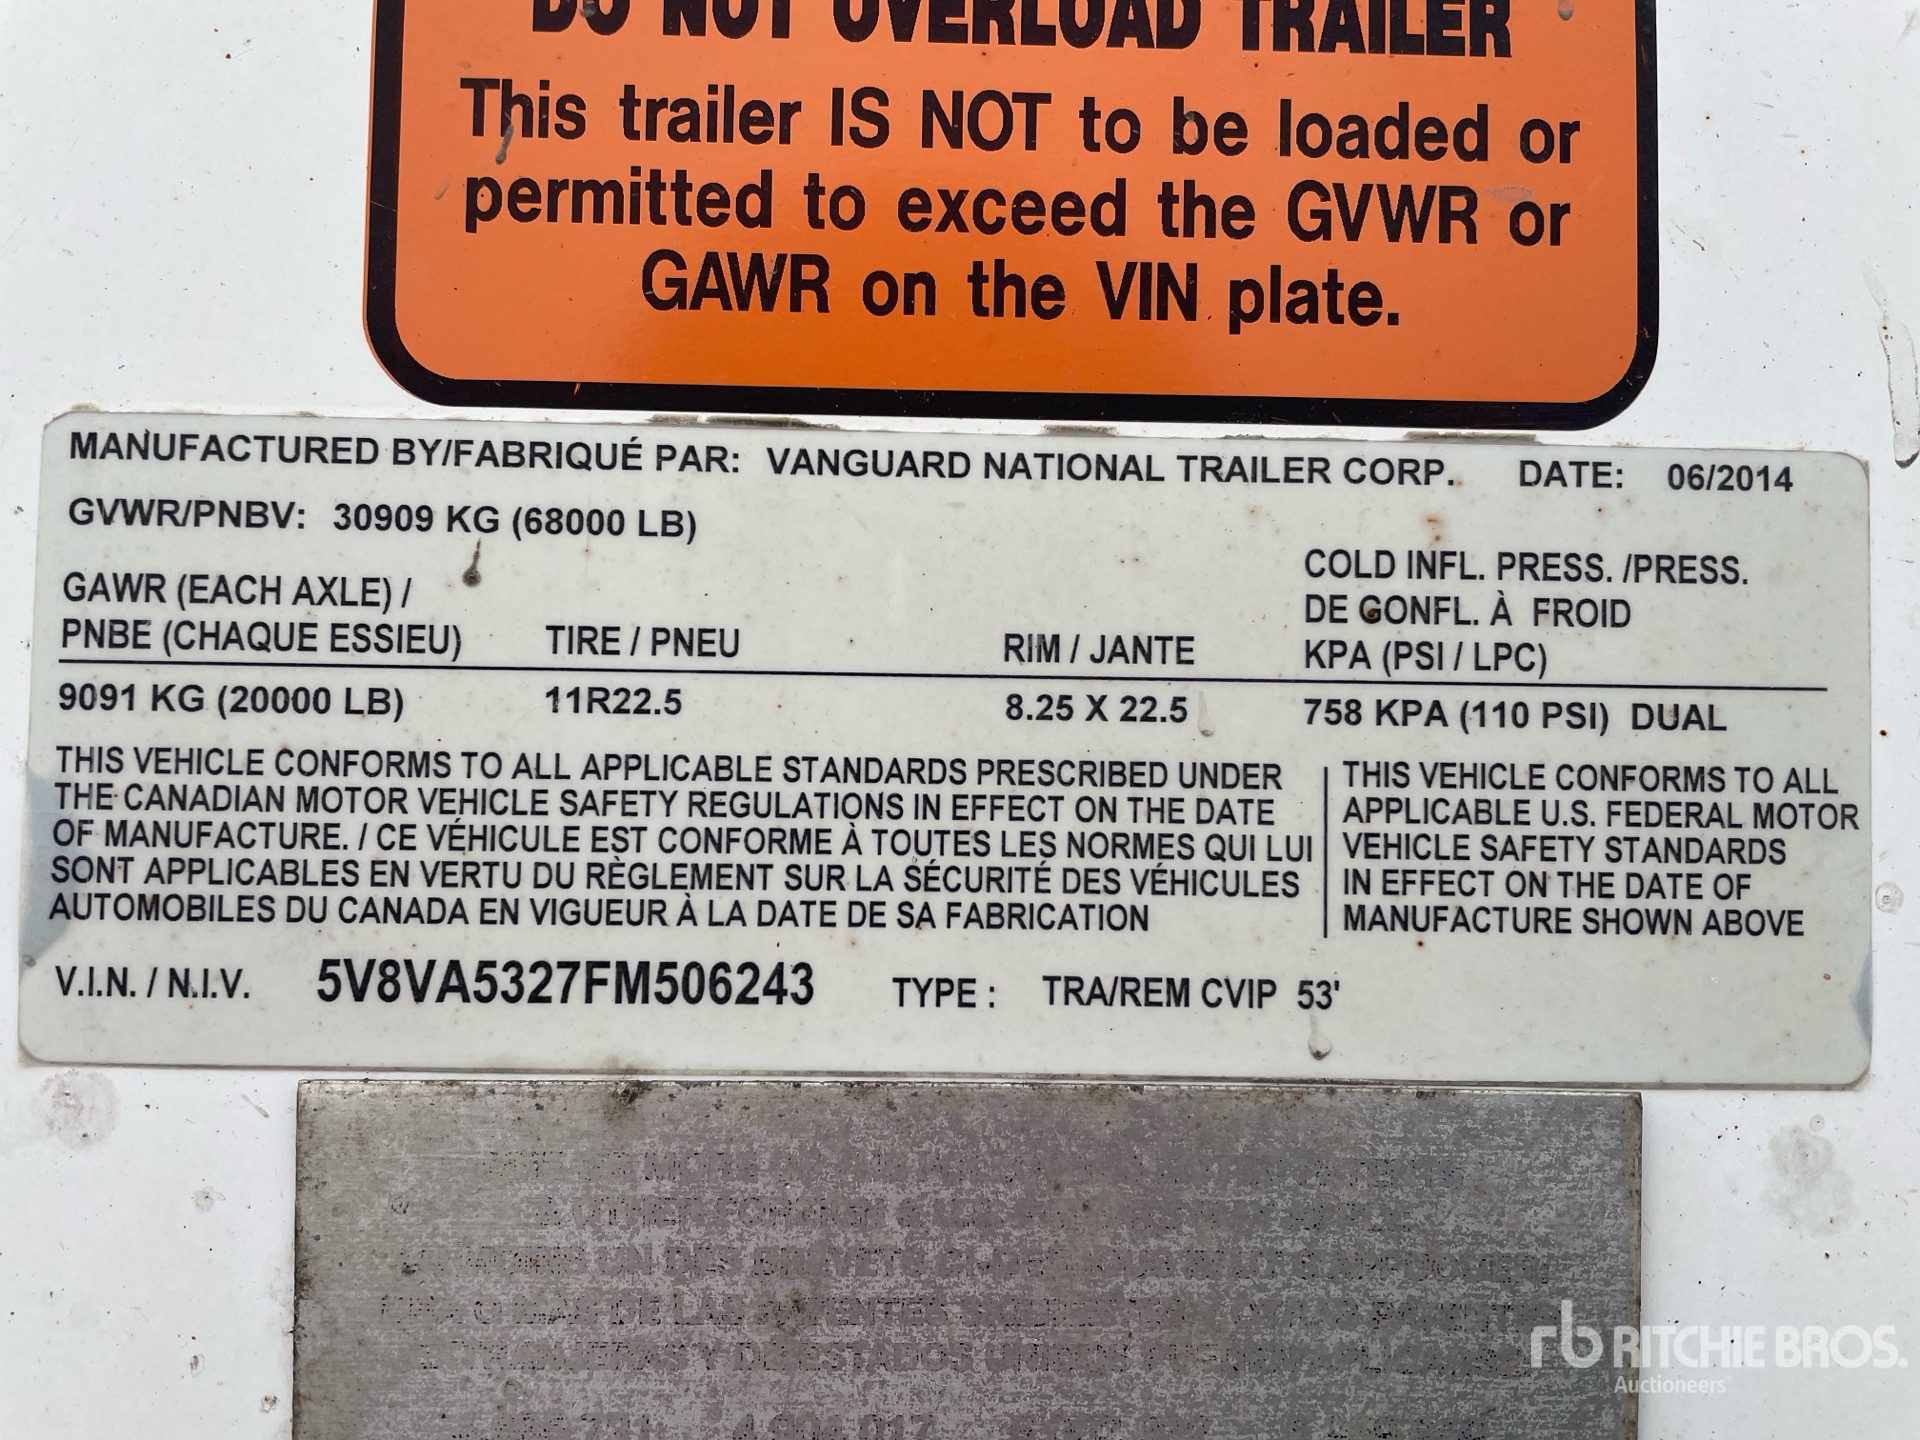 DO NOT OVERLOAD TRAILER
This trailer IS NOT to be loaded or
permitted to exceed the GVWR or
GAWR on the VIN plate.
MANUFACTURED BY/FABRIQUÉ PAR: VANGUARD NATIONAL TRAILER CORP. DATE: 06/2014
GVWR/PNBV: 30909 KG (68000 LB)
GAWR (EACH AXLE) /
PNBE (CHAQUE ESSIEU) TIRE / PNEU RIM / JANTE
COLD INFL. PRESS. /PRESS.
DE GONFL. À FROID
KPA (PSI / LPC)
9091 KG (20000 LB) 11R22.5 8.25 X 22.5 758 KPA (110 PSI) DUAL
THIS VEHICLE CONFORMS TO ALL APPLICABLE STANDARDS PRESCRIBED UNDER
THE CANADIAN MOTOR VEHICLE SAFETY REGULATIONS IN EFFECT ON THE DATE
OF MANUFACTURE. / CE VÉHICULE EST CONFORME À TOUTES LES NORMES QUI LUI
SONT APPLICABLES EN VERTU DU RÈGLEMENT SUR LA SÉCURITÉ DES VÉHICULES
AUTOMOBILES DU CANADA EN VIGUEUR À LA DATE DE SA FABRICATION
THIS VEHICLE CONFORMS TO ALL
APPLICABLE U.S. FEDERAL MOTOR
VEHICLE SAFETY STANDARDS
IN EFFECT ON THE DATE OF
MANUFACTURE SHOWN ABOVE
V.I.N. / N.I.V. 5V8VA5327FM506243 TYPE : TRA/REM CVIP 53'
rb RITCHIE BROS.
Auctioneers